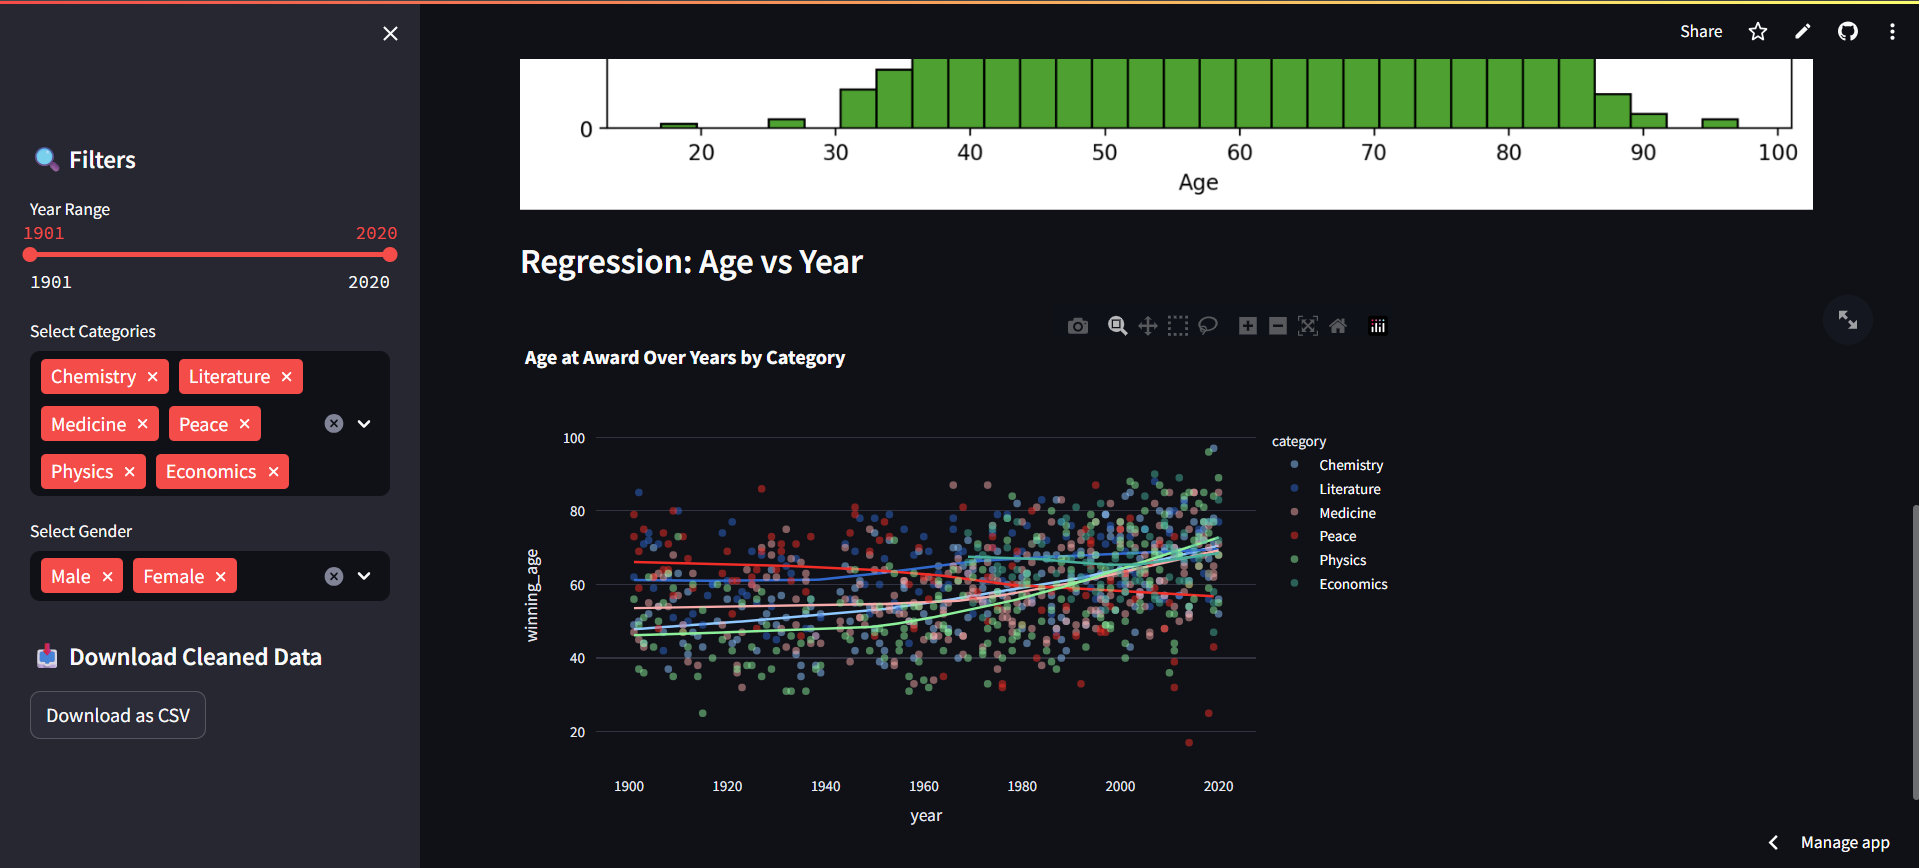 Share
Filters
Year Range
1901 2020
1901 2020
Select Categories
Chemistry Literature
Medicine Peace
Physics Economics
Select Gender
Male Female
Download Cleaned Data
Download as CSV
0
20 30 40 50 60 70 80 90 100
Age
Regression: Age vs Year
Age at Award Over Years by Category
100
80
60
40
20
winning_age
1900 1920 1940 1960 1980 2000 2020
year
category
Chemistry
Literature
Medicine
Peace
Physics
Economics
Manage app